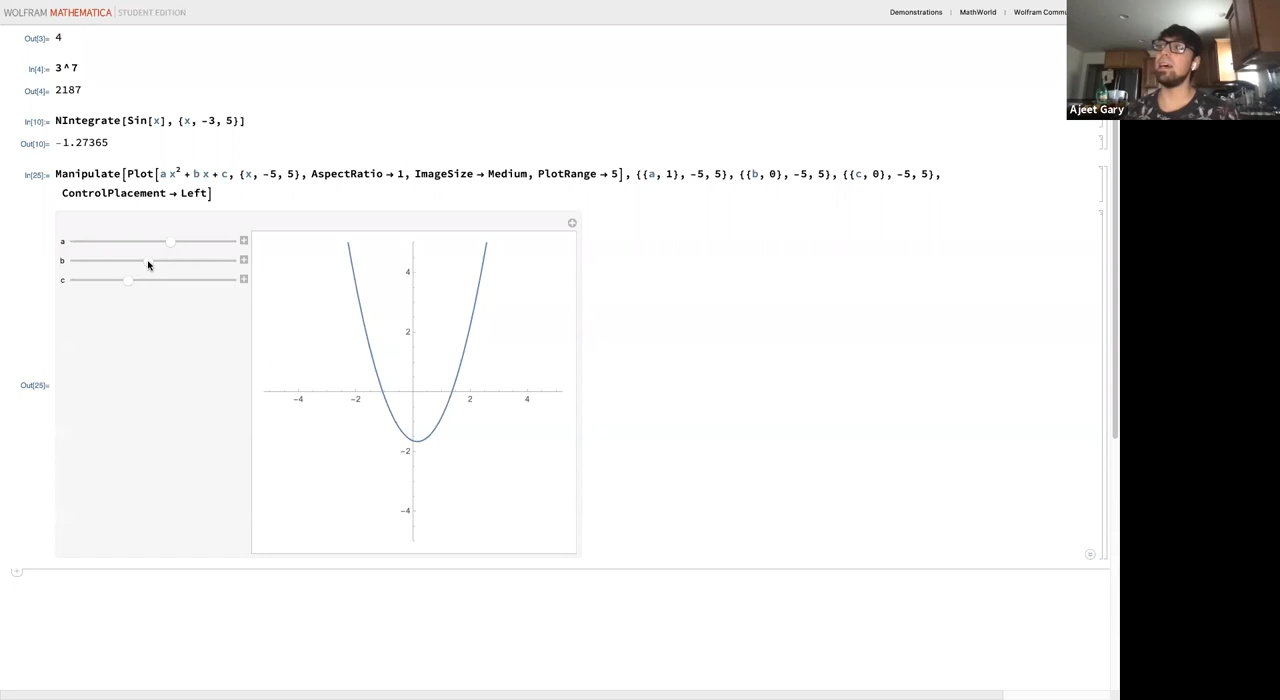 WOLFRAM MATHEMATICA | STUDENT EDITION
Demonstrations | MathWorld | Wolfram
Ajeet Gary
Out[3]= 4
In[4]:= 3^7
Out[4]= 2187
In[10]:= NIntegrate[Sin[x], {x, -3, 5}]
Out[10]= -1.27365
In[25]:= Manipulate[Plot[a x² + b x + c, {x, -5, 5}, AspectRatio → 1, ImageSize → Medium, PlotRange → 5], {{a, 1}, -5, 5}, {{b, 0}, -5, 5}, {{c, 0}, -5, 5},
ControlPlacement → Left]
a
b
c
4
2
-4 -2 2 4
-2
-4
Out[25]=